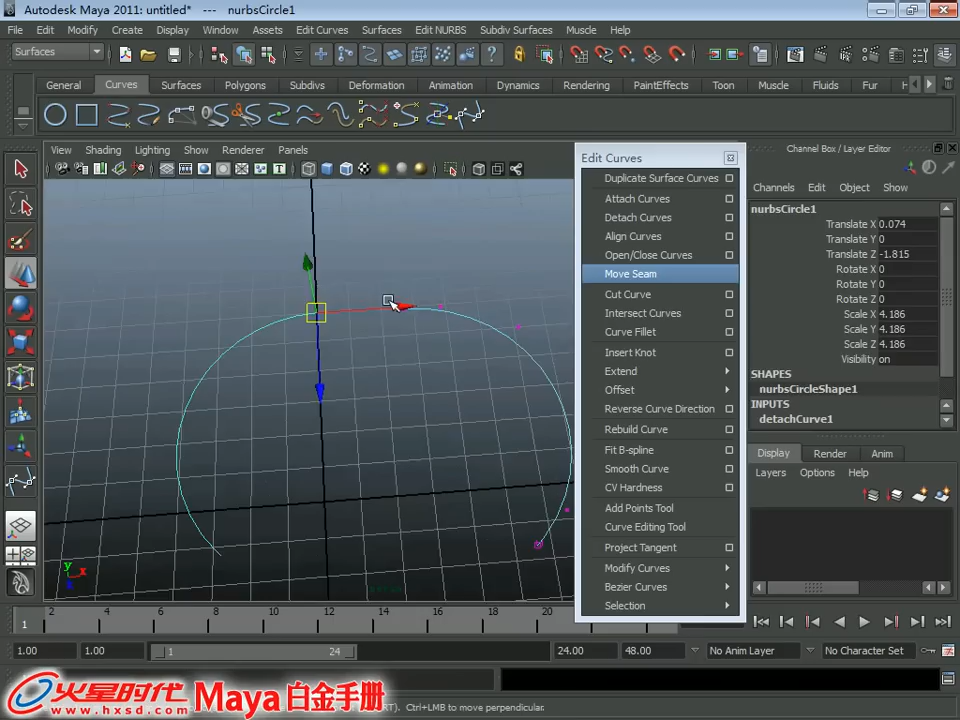 Autodesk Maya 2011: untitled* --- nurbsCircle1
File Edit Modify Create Display Window Assets Edit Curves Surfaces Edit NURBS Subdiv Surfaces Muscle Help
Surfaces
General Curves Surfaces Polygons Subdivs Deformation Animation Dynamics Rendering PaintEffects Toon Muscle Fluids Fur
View Shading Lighting Show Renderer Panels
Edit Curves
Duplicate Surface Curves
Attach Curves
Detach Curves
Align Curves
Open/Close Curves
Move Seam
Cut Curve
Intersect Curves
Curve Fillet
Insert Knot
Extend
Offset
Reverse Curve Direction
Rebuild Curve
Fit B-spline
Smooth Curve
CV Hardness
Add Points Tool
Curve Editing Tool
Project Tangent
Modify Curves
Bezier Curves
Selection
Channel Box / Layer Editor
Channels Edit Object Show
nurbsCircle1
Translate X 0.074
Translate Y 0
Translate Z -1.815
Rotate X 0
Rotate Y 0
Rotate Z 0
Scale X 4.186
Scale Y 4.186
Scale Z 4.186
Visibility on
SHAPES
nurbsCircleShape1
INPUTS
detachCurve1
Display Render Anim
Layers Options Help
y
x
z
2 4 6 8 10 12 14 16 18 20
1
1.00 1.00 1 24 24.00 48.00 No Anim Layer No Character Set
火星时代 Maya 白金手册
www.hxsd.com
Ctrl+LMB to move perpendicular.